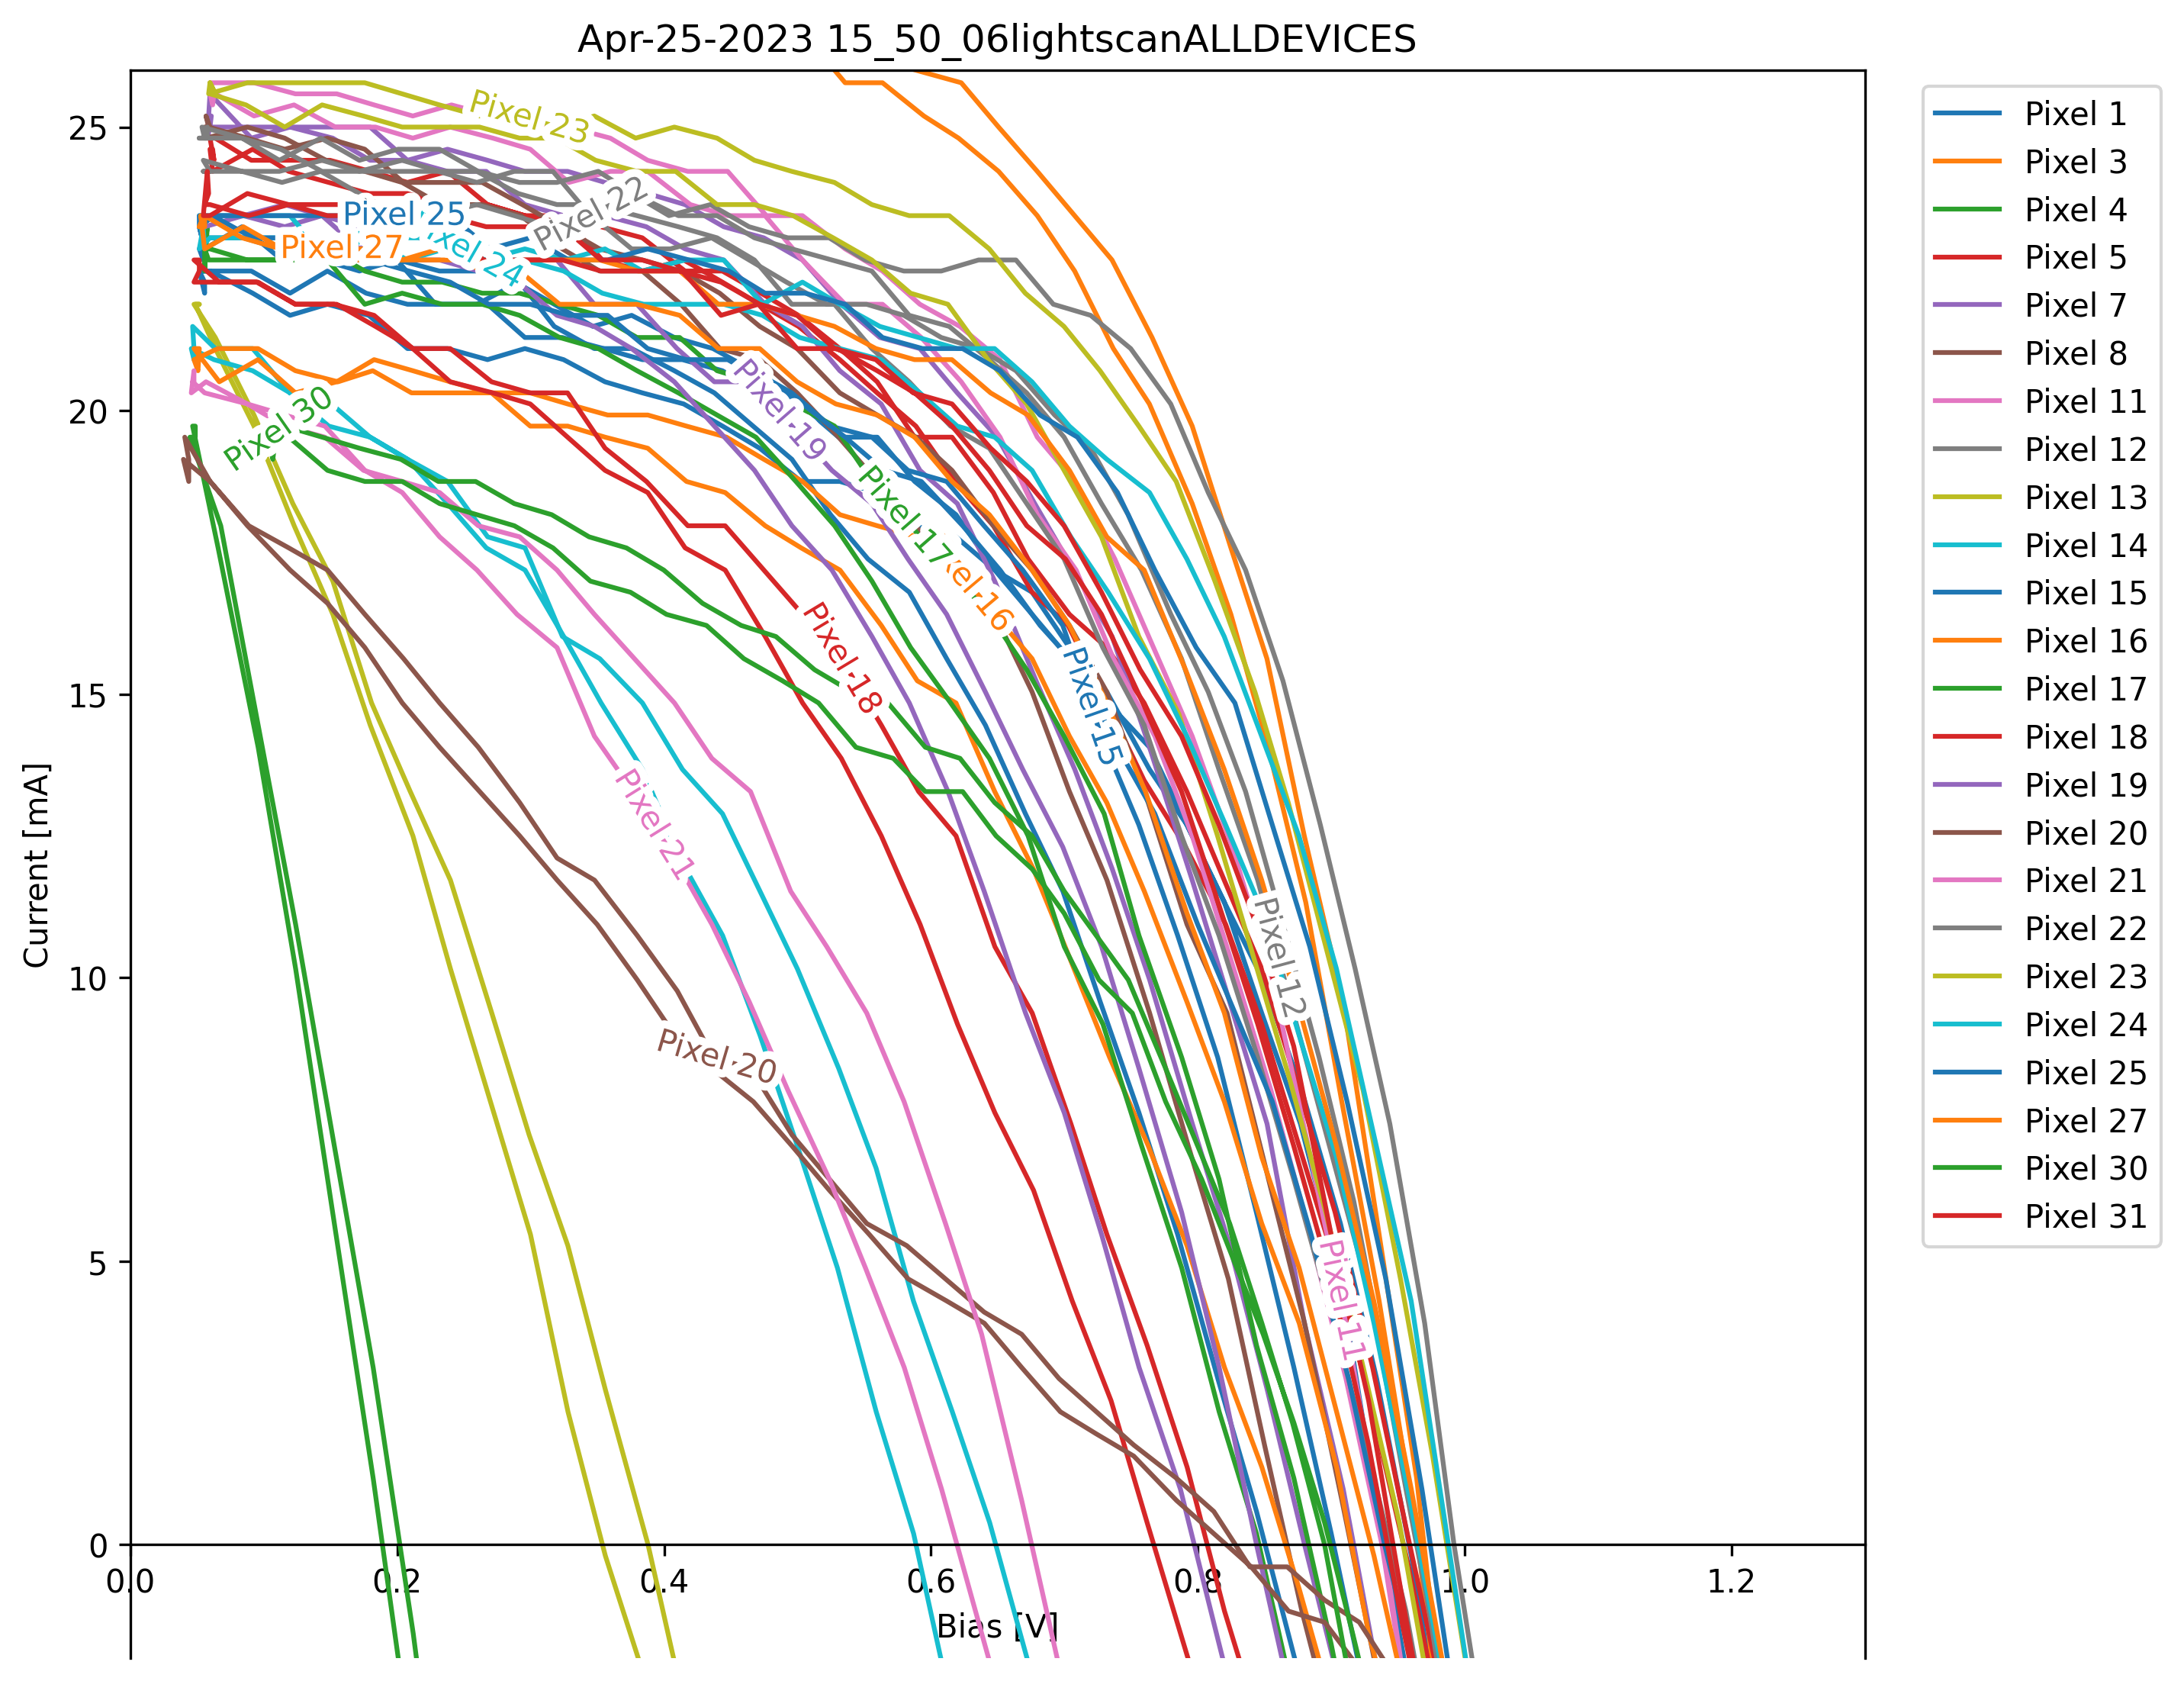 Apr-25-2023 15_50_06lightscanALLDEVICES
Current [mA]
25
20
15
10
5
0
0.0
0.2
0.4
0.6
0.8
1.0
1.2
Bias [V]
Pixel 23
Pixel 22
Pixel 25
Pixel 27
Pixel 24
Pixel 30
Pixel 19
Pixel 17
Pixel 16
Pixel 18
Pixel 15
Pixel 21
Pixel 12
Pixel 20
Pixel 11
Pixel 1
Pixel 3
Pixel 4
Pixel 5
Pixel 7
Pixel 8
Pixel 11
Pixel 12
Pixel 13
Pixel 14
Pixel 15
Pixel 16
Pixel 17
Pixel 18
Pixel 19
Pixel 20
Pixel 21
Pixel 22
Pixel 23
Pixel 24
Pixel 25
Pixel 27
Pixel 30
Pixel 31